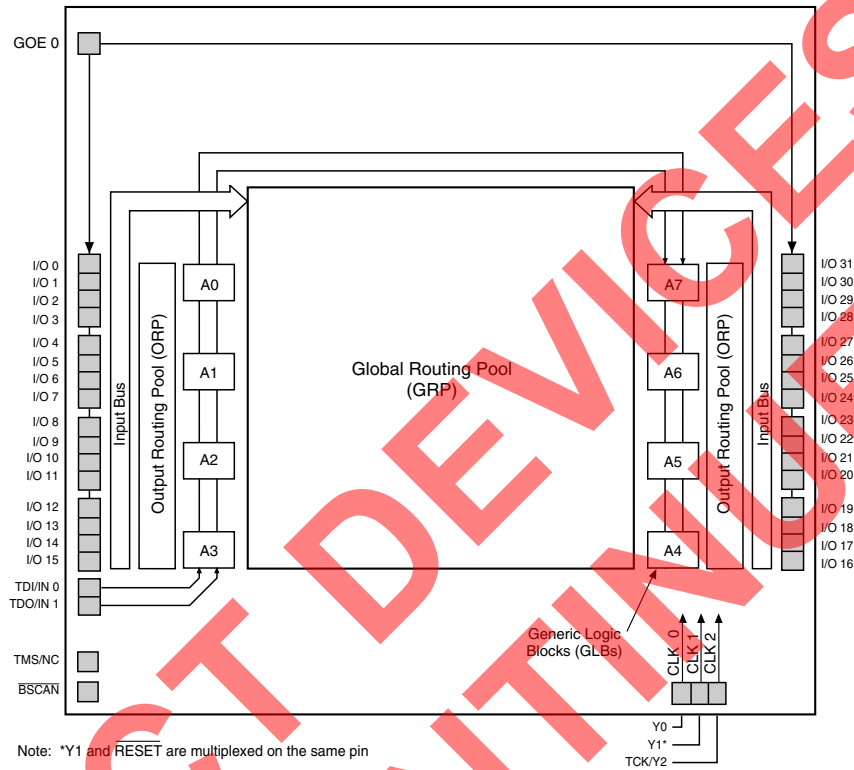 GOE 0
I/O 0
I/O 1
I/O 2
I/O 3
I/O 4
I/O 5
I/O 6
I/O 7
I/O 8
I/O 9
I/O 10
I/O 11
I/O 12
I/O 13
I/O 14
I/O 15
TDI/IN 0
TDO/IN 1
TMS/NC
BSCAN
Input Bus
Output Routing Pool (ORP)
A0
A1
A2
A3
Global Routing Pool
(GRP)
A7
A6
A5
A4
Output Routing Pool (ORP)
Input Bus
I/O 31
I/O 30
I/O 29
I/O 28
I/O 27
I/O 26
I/O 25
I/O 24
I/O 23
I/O 22
I/O 21
I/O 20
I/O 19
I/O 18
I/O 17
I/O 16
Generic Logic
Blocks (GLBs)
CLK 0
CLK 1
CLK 2
Y0
Y1*
TCK/Y2
Note: *Y1 and RESET are multiplexed on the same pin
CT DEVICES
NTINUE